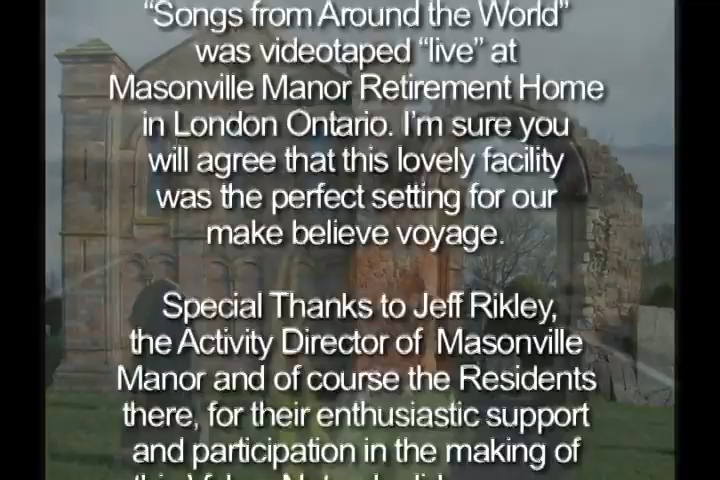 “Songs from Around the World”
was videotaped “live” at
Masonville Manor Retirement Home
in London Ontario. I’m sure you
will agree that this lovely facility
was the perfect setting for our
make believe voyage.
Special Thanks to Jeff Rikley,
the Activity Director of Masonville
Manor and of course the Residents
there, for their enthusiastic support
and participation in the making of